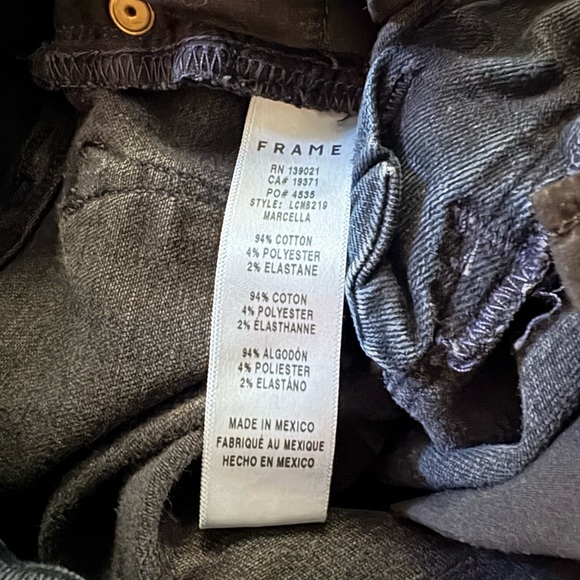 FRAME
RN 139021
CA# 19371
PO# 4535
STYLE: LCMB219
MARCELLA
94% COTTON
4% POLYESTER
2% ELASTANE
94% COTON
4% POLYESTER
2% ÉLASTHANNE
94% ALGODÓN
4% POLIESTER
2% ELASTÁNO
MADE IN MEXICO
FABRIQUÉ AU MEXIQUE
HECHO EN MEXICO